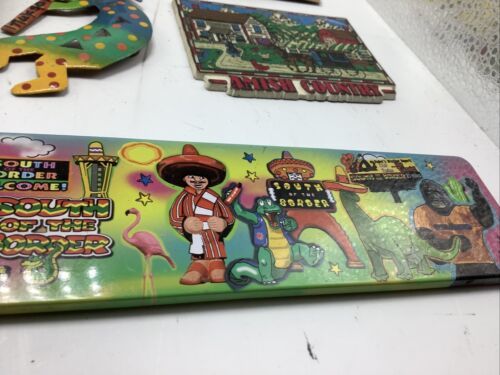 AMISH COUNTRY
SOUTH
BORDER
WELCOME!
SOUTH
OF THE
BORDER
SOUTH
OF THE
BORDER